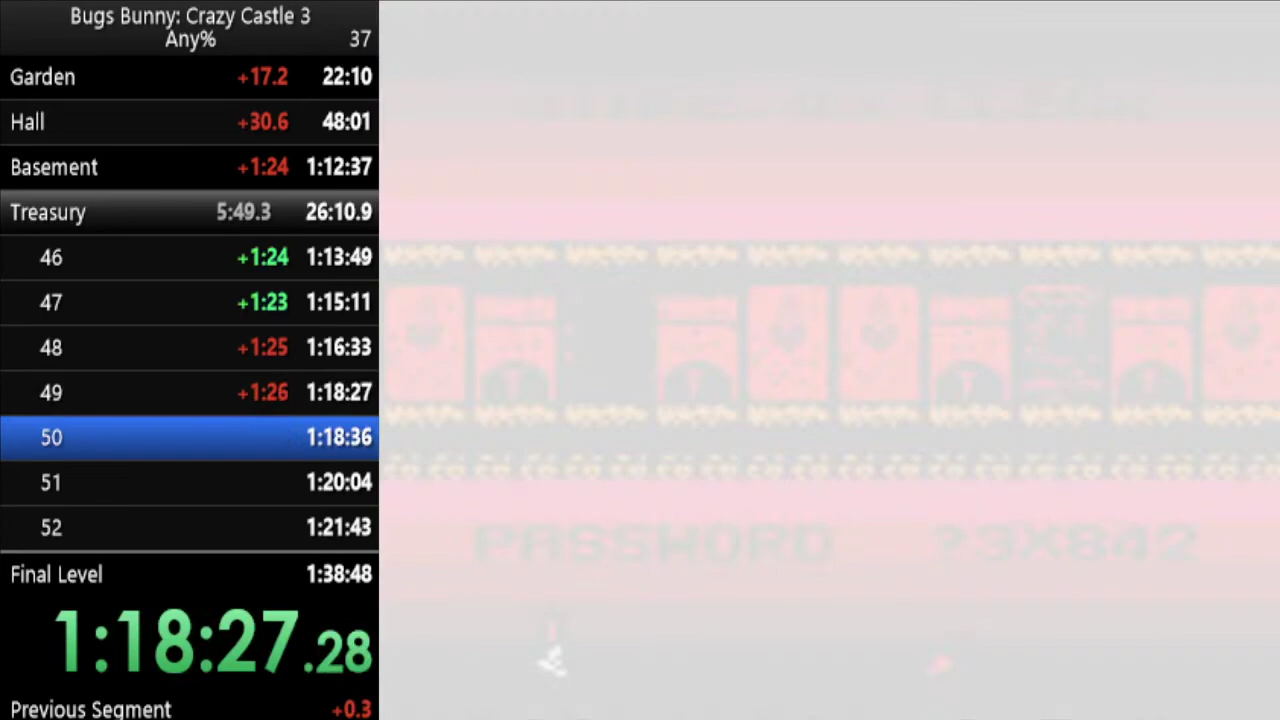 Bugs Bunny: Crazy Castle 3
Any% 37
Garden +17.2 22:10
Hall +30.6 48:01
Basement +1:24 1:12:37
Treasury 5:49.3 26:10.9
46 +1:24 1:13:49
47 +1:23 1:15:11
48 +1:25 1:16:33
49 +1:26 1:18:27
50 1:18:36
51 1:20:04
52 1:21:43
Final Level 1:38:48
1:18:27.28
Previous Segment +0.3
PASSWORD ?3X842